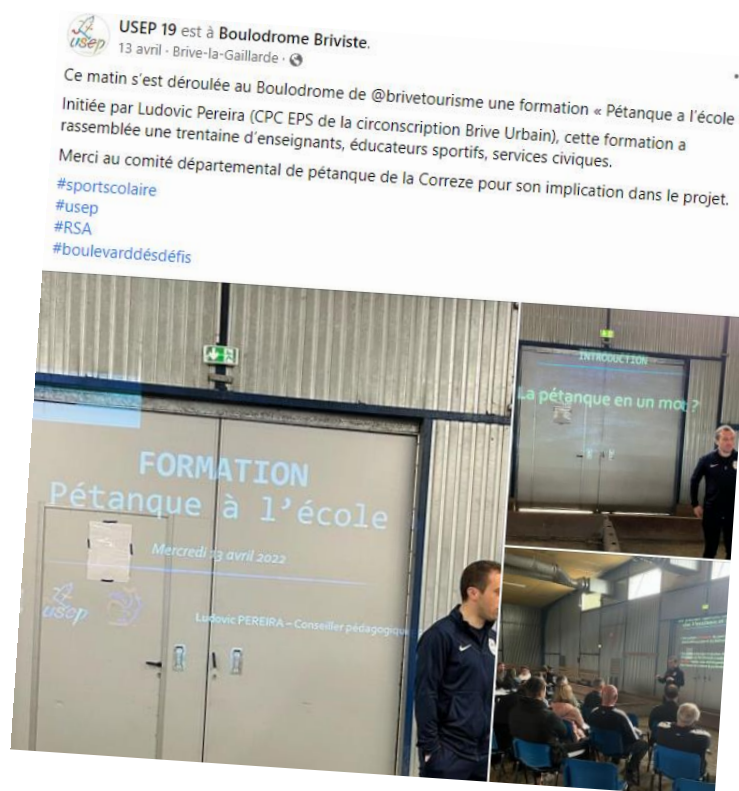 USEP 19 est à Boulodrome Briviste.
13 avril · Brive-la-Gaillarde ·
Ce matin s'est déroulée au Boulodrome de @brivetourisme une formation « Pétanque a l'école
Initiée par Ludovic Pereira (CPC EPS de la circonscription Brive Urbain), cette formation a
rassemblée une trentaine d'enseignants, éducateurs sportifs, services civiques.
Merci au comité départemental de pétanque de la Correze pour son implication dans le projet.
#sportscolaire
#usep
#RSA
#boulevarddésdéfis
FORMATION
Pétanque à l'école
Mercredi 13 avril 2022
usep
Ludovic PEREIRA – Conseiller pédagogique
INTRODUCTION
La pétanque en un mot ?